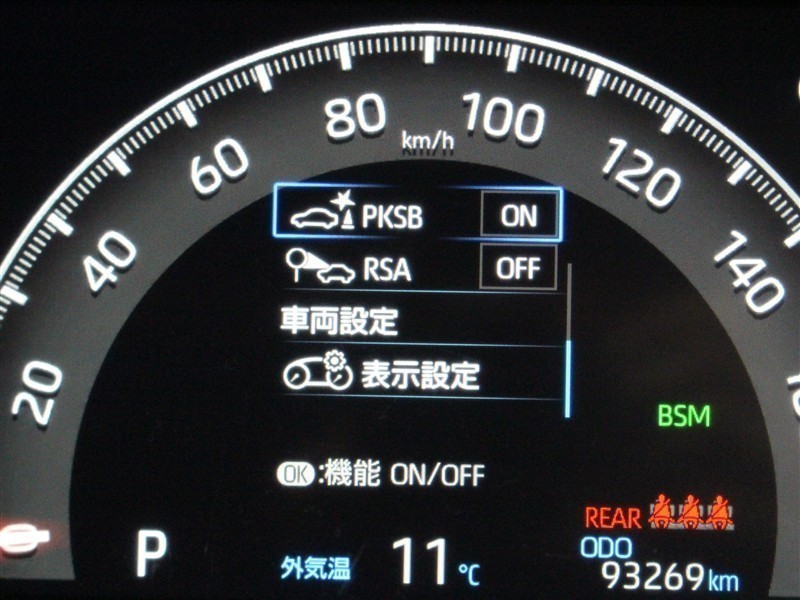 20
40
60
80
100
120
140
km/h
PKSB ON
RSA OFF
車両設定
表示設定
BSM
OK:機能 ON/OFF
REAR
P
外気温 11℃
ODO
93269km